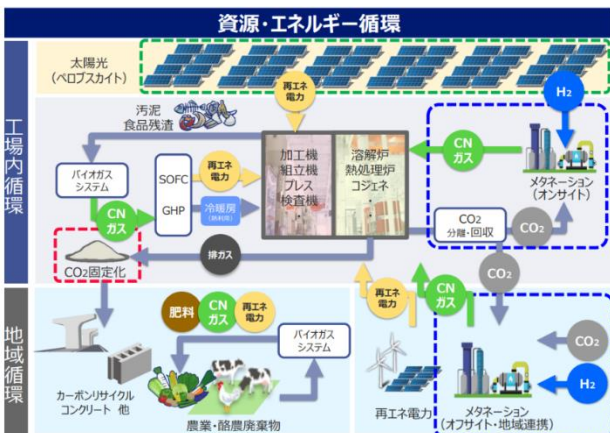 資源・エネルギー循環
工場内循環
太陽光
(ペロブスカイト)
再エネ
電力
H₂
汚泥
食品残渣
バイオガス
システム
CN
ガス
SOFC
GHP
再エネ
電力
冷暖房
加工機
組立機
プレス
検査機
溶解炉
熱処理炉
コジェネ
CN
ガス
メタネーション
(オンサイト)
CO₂
分離・回収
CO₂
CO₂
排ガス
CO₂固定化
地域循環
カーボンリサイクル
コンクリート 他
肥料
CN
ガス
再エネ
電力
バイオガス
システム
農業・酪農廃棄物
再エネ
電力
CN
ガス
再エネ電力
CO₂
H₂
メタネーション
(オフサイト・地域連携)